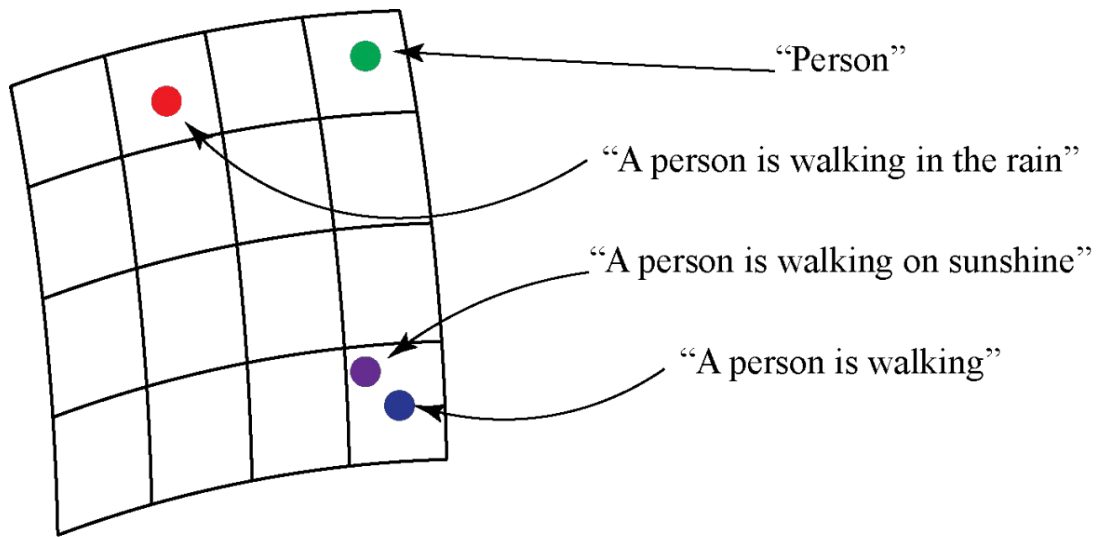 “Person”
“A person is walking in the rain”
“A person is walking on sunshine”
“A person is walking”